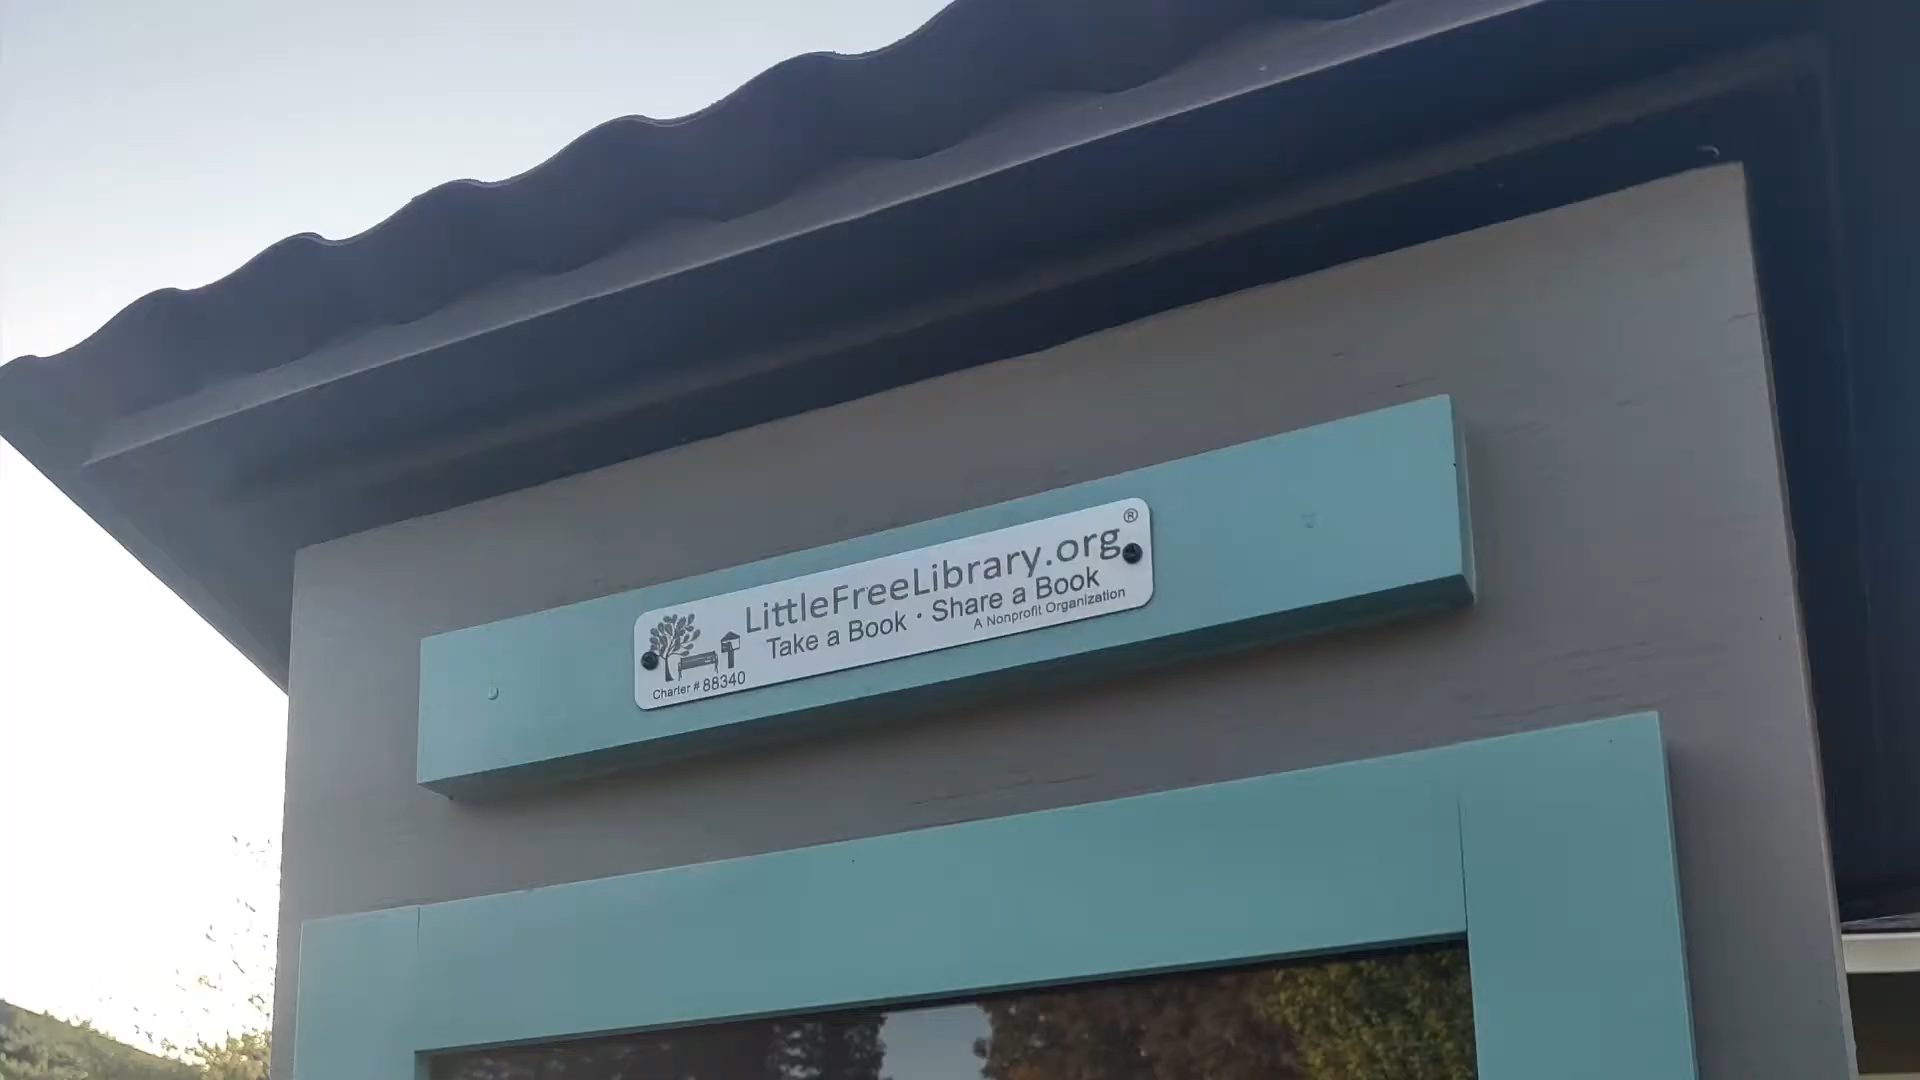 LittleFreeLibrary.org®
Take a Book · Share a Book
A Nonprofit Organization
Charter # 88340